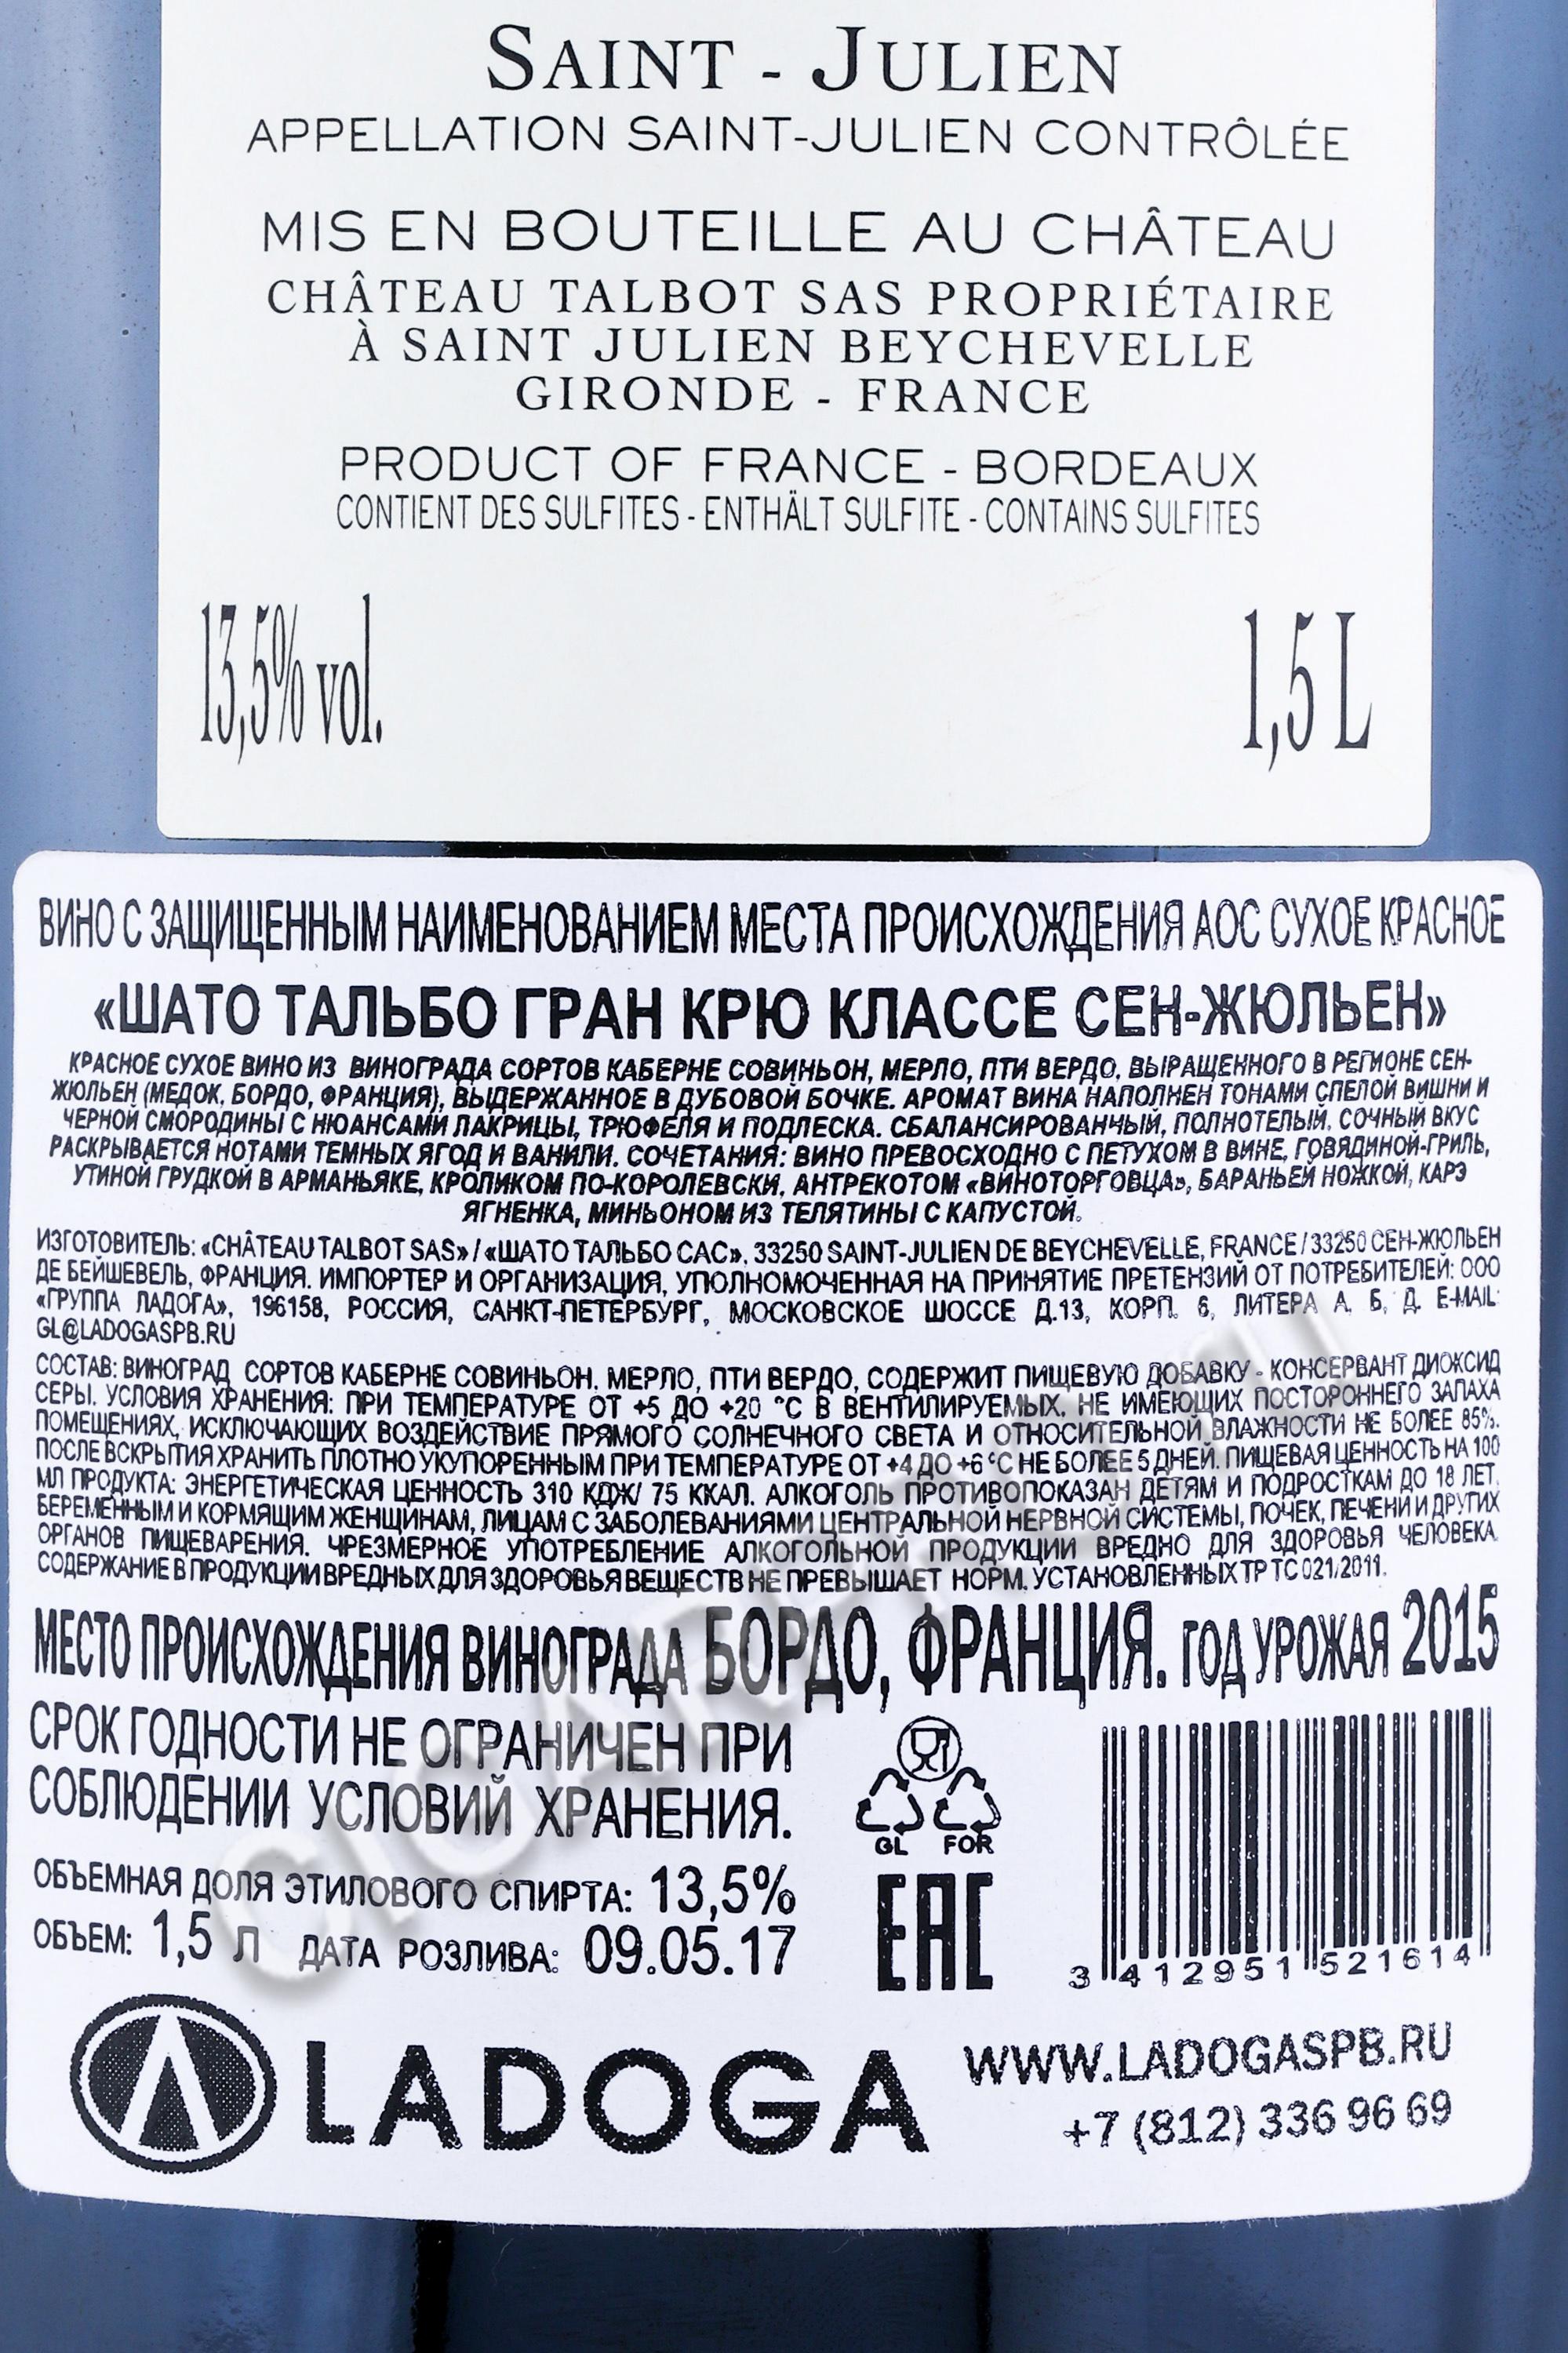 SAINT - JULIEN
APPELLATION SAINT-JULIEN CONTRÔLÉE
MIS EN BOUTEILLE AU CHÂTEAU
CHÂTEAU TALBOT SAS PROPRIÉTAIRE
À SAINT JULIEN BEYCHEVELLE
GIRONDE - FRANCE
PRODUCT OF FRANCE - BORDEAUX
CONTIENT DES SULFITES - ENTHÄLT SULFITE - CONTAINS SULFITES
13,5% vol. 1,5 L
ВИНО С ЗАЩИЩЕННЫМ НАИМЕНОВАНИЕМ МЕСТА ПРОИСХОЖДЕНИЯ АОС СУХОЕ КРАСНОЕ
«ШАТО ТАЛЬБО ГРАН КРЮ КЛАССЕ СЕН-ЖЮЛЬЕН»
КРАСНОЕ СУХОЕ ВИНО ИЗ ВИНОГРАДА СОРТОВ КАБЕРНЕ СОВИНЬОН, МЕРЛО, ПТИ ВЕРДО, ВЫРАЩЕННОГО В РЕГИОНЕ СЕН-
ЖЮЛЬЕН (МЕДОК, БОРДО, ФРАНЦИЯ), ВЫДЕРЖАННОЕ В ДУБОВОЙ БОЧКЕ. АРОМАТ ВИНА НАПОЛНЕН ТОНАМИ СПЕЛОЙ ВИШНИ И
ЧЕРНОЙ СМОРОДИНЫ С НЮАНСАМИ ЛАКРИЦЫ, ТРЮФЕЛЯ И ПОДЛЕСКА. СБАЛАНСИРОВАННЫЙ, ПОЛНОТЕЛЫЙ, СОЧНЫЙ ВКУС
РАСКРЫВАЕТСЯ НОТАМИ ТЕМНЫХ ЯГОД И ВАНИЛИ. СОЧЕТАНИЯ: ВИНО ПРЕВОСХОДНО С ПЕТУХОМ В ВИНЕ, ГОВЯДИНОЙ-ГРИЛЬ,
УТИНОЙ ГРУДКОЙ В АРМАНЬЯКЕ, КРОЛИКОМ ПО-КОРОЛЕВСКИ, АНТРЕКОТОМ «ВИНОТОРГОВЦА», БАРАНЬЕЙ НОЖКОЙ, КАРЭ
ЯГНЕНКА, МИНЬОНОМ ИЗ ТЕЛЯТИНЫ С КАПУСТОЙ.
ИЗГОТОВИТЕЛЬ: «CHÂTEAU TALBOT SAS» / «ШАТО ТАЛЬБО САС», 33250 SAINT-JULIEN DE BEYCHEVELLE, FRANCE / 33250 СЕН-ЖЮЛЬЕН
ДЕ БЕЙШЕВЕЛЬ, ФРАНЦИЯ. ИМПОРТЕР И ОРГАНИЗАЦИЯ, УПОЛНОМОЧЕННАЯ НА ПРИНЯТИЕ ПРЕТЕНЗИЙ ОТ ПОТРЕБИТЕЛЕЙ: ООО
«ГРУППА ЛАДОГА», 196158, РОССИЯ, САНКТ-ПЕТЕРБУРГ, МОСКОВСКОЕ ШОССЕ Д.13, КОРП. 6, ЛИТЕРА А, Б, Д. E-MAIL:
GL@LADOGASPB.RU
СОСТАВ: ВИНОГРАД СОРТОВ КАБЕРНЕ СОВИНЬОН, МЕРЛО, ПТИ ВЕРДО, СОДЕРЖИТ ПИЩЕВУЮ ДОБАВКУ - КОНСЕРВАНТ ДИОКСИД
СЕРЫ. УСЛОВИЯ ХРАНЕНИЯ: ПРИ ТЕМПЕРАТУРЕ ОТ +5 ДО +20 °С В ВЕНТИЛИРУЕМЫХ, НЕ ИМЕЮЩИХ ПОСТОРОННЕГО ЗАПАХА
ПОМЕЩЕНИЯХ, ИСКЛЮЧАЮЩИХ ВОЗДЕЙСТВИЕ ПРЯМОГО СОЛНЕЧНОГО СВЕТА И ОТНОСИТЕЛЬНОЙ ВЛАЖНОСТИ НЕ БОЛЕЕ 85%.
ПОСЛЕ ВСКРЫТИЯ ХРАНИТЬ ПЛОТНО УКУПОРЕННЫМ ПРИ ТЕМПЕРАТУРЕ ОТ +4 ДО +6 °С НЕ БОЛЕЕ 5 ДНЕЙ. ПИЩЕВАЯ ЦЕННОСТЬ НА 100
МЛ ПРОДУКТА: ЭНЕРГЕТИЧЕСКАЯ ЦЕННОСТЬ 310 КДЖ/ 75 ККАЛ. АЛКОГОЛЬ ПРОТИВОПОКАЗАН ДЕТЯМ И ПОДРОСТКАМ ДО 18 ЛЕТ,
БЕРЕМЕННЫМ И КОРМЯЩИМ ЖЕНЩИНАМ, ЛИЦАМ С ЗАБОЛЕВАНИЯМИ ЦЕНТРАЛЬНОЙ НЕРВНОЙ СИСТЕМЫ, ПОЧЕК, ПЕЧЕНИ И ДРУГИХ
ОРГАНОВ ПИЩЕВАРЕНИЯ. ЧРЕЗМЕРНОЕ УПОТРЕБЛЕНИЕ АЛКОГОЛЬНОЙ ПРОДУКЦИИ ВРЕДНО ДЛЯ ЗДОРОВЬЯ ЧЕЛОВЕКА.
СОДЕРЖАНИЕ В ПРОДУКЦИИ ВРЕДНЫХ ДЛЯ ЗДОРОВЬЯ ВЕЩЕСТВ НЕ ПРЕВЫШАЕТ НОРМ, УСТАНОВЛЕННЫХ ТР ТС 021/2011.
МЕСТО ПРОИСХОЖДЕНИЯ ВИНОГРАДА БОРДО, ФРАНЦИЯ. ГОД УРОЖАЯ 2015
СРОК ГОДНОСТИ НЕ ОГРАНИЧЕН ПРИ
СОБЛЮДЕНИИ УСЛОВИЙ ХРАНЕНИЯ.
GL FOR
ОБЪЕМНАЯ ДОЛЯ ЭТИЛОВОГО СПИРТА: 13,5%
ОБЪЕМ: 1,5 Л ДАТА РОЗЛИВА: 09.05.17
EAC
3 412951 521614
LADOGA
WWW.LADOGASPB.RU
+7 (812) 336 96 69
CIGARPRO.ru